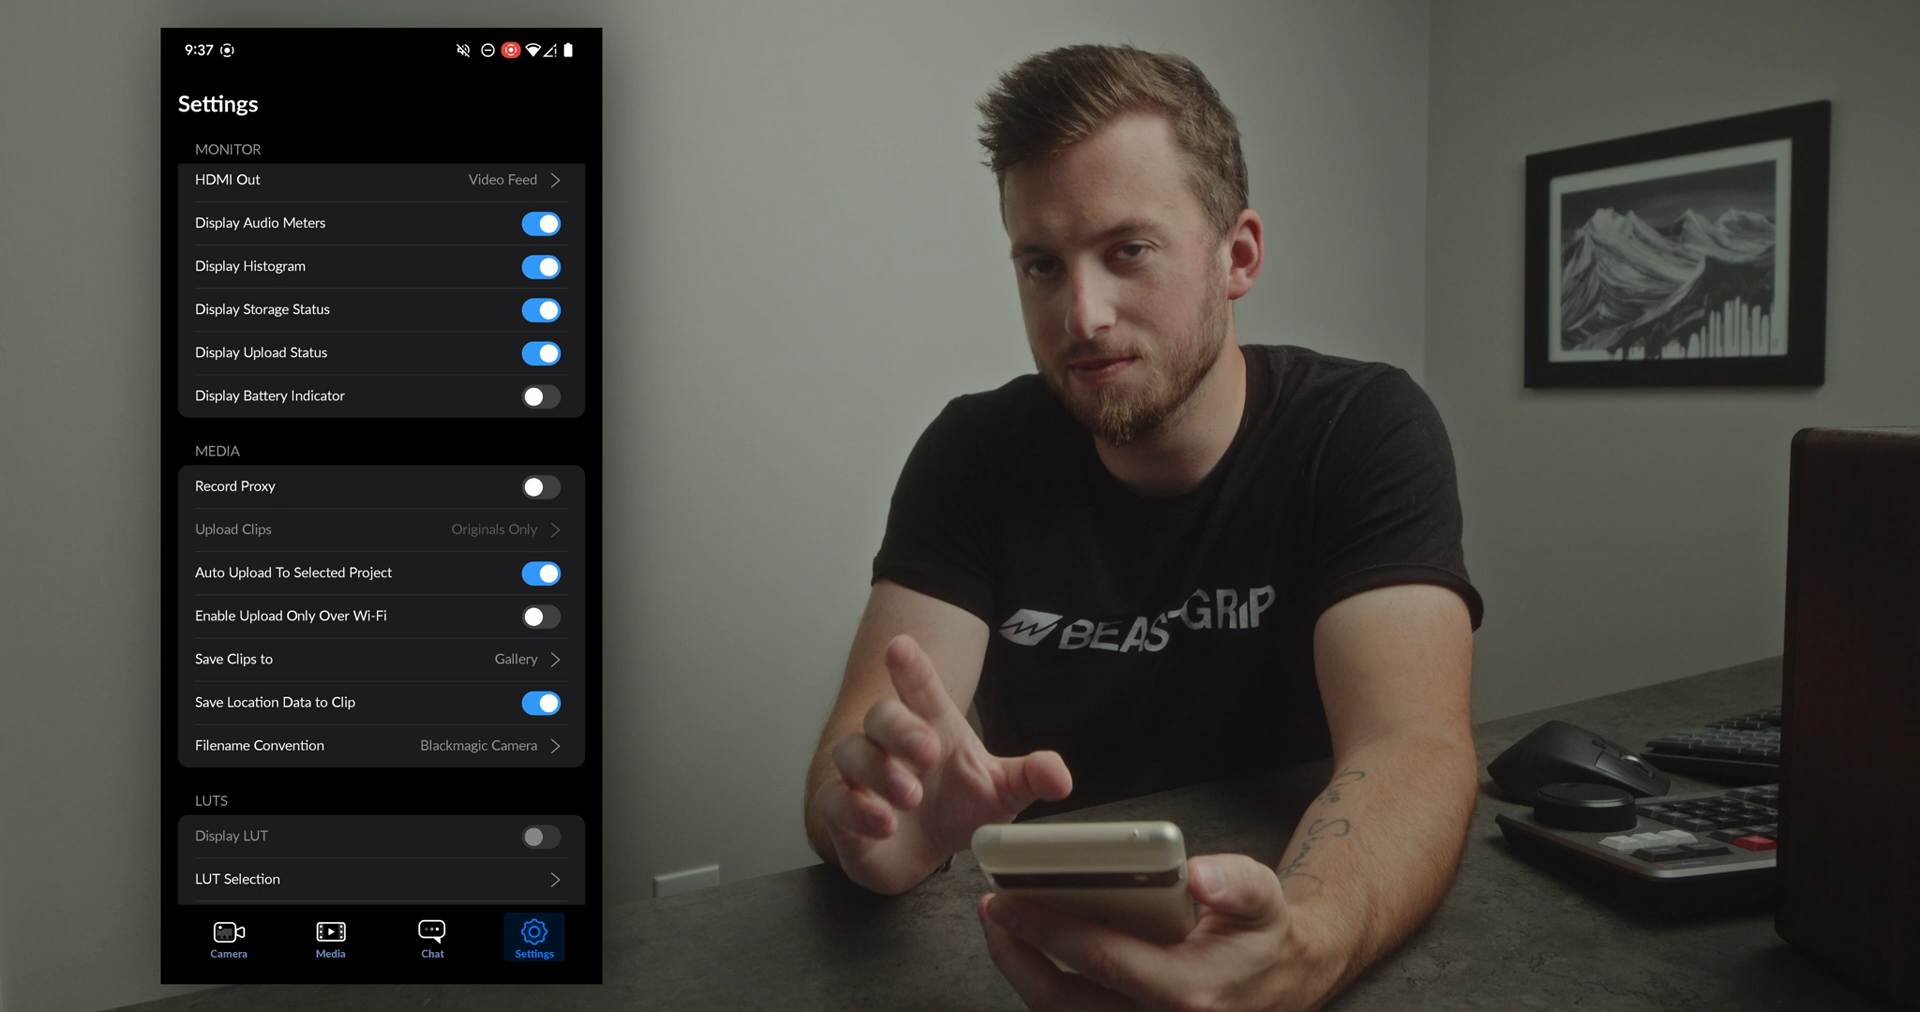 9:37
Settings
MONITOR
HDMI Out Video Feed
Display Audio Meters
Display Histogram
Display Storage Status
Display Upload Status
Display Battery Indicator
MEDIA
Record Proxy
Upload Clips Originals Only
Auto Upload To Selected Project
Enable Upload Only Over Wi-Fi
Save Clips to Gallery
Save Location Data to Clip
Filename Convention Blackmagic Camera
LUTS
Display LUT
LUT Selection
Camera Media Chat Settings
BEASTGRIP